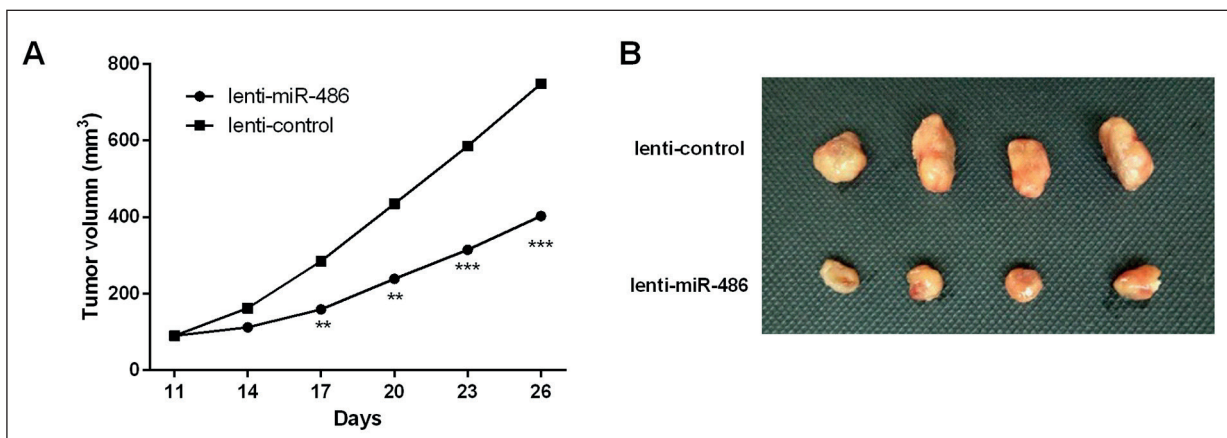 A
800
600
400
200
0
Tumor volumn (mm³)
lenti-miR-486
lenti-control
**
**
***
***
11 14 17 20 23 26
Days
B
lenti-control
lenti-miR-486